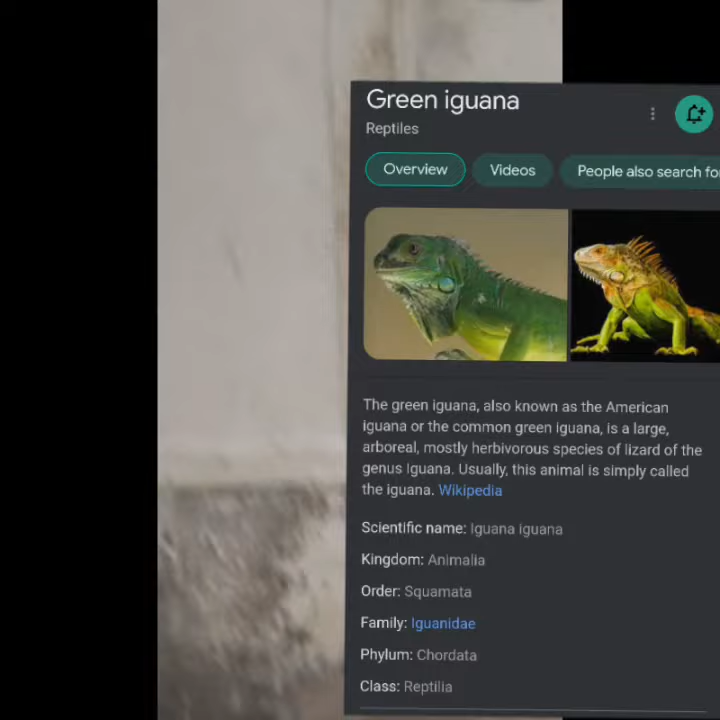 Green iguana
Reptiles
Overview
Videos
People also search for
The green iguana, also known as the American
iguana or the common green iguana, is a large,
arboreal, mostly herbivorous species of lizard of the
genus Iguana. Usually, this animal is simply called
the iguana. Wikipedia
Scientific name: Iguana iguana
Kingdom: Animalia
Order: Squamata
Family: Iguanidae
Phylum: Chordata
Class: Reptilia